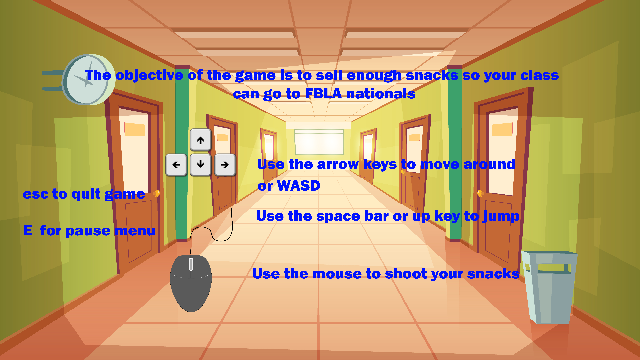 The objective of the game is to sell enough snacks so your class
can go to FBLA nationals
Use the arrow keys to move around
or WASD
esc to quit game
Use the space bar or up key to jump
E for pause menu
Use the mouse to shoot your snacks